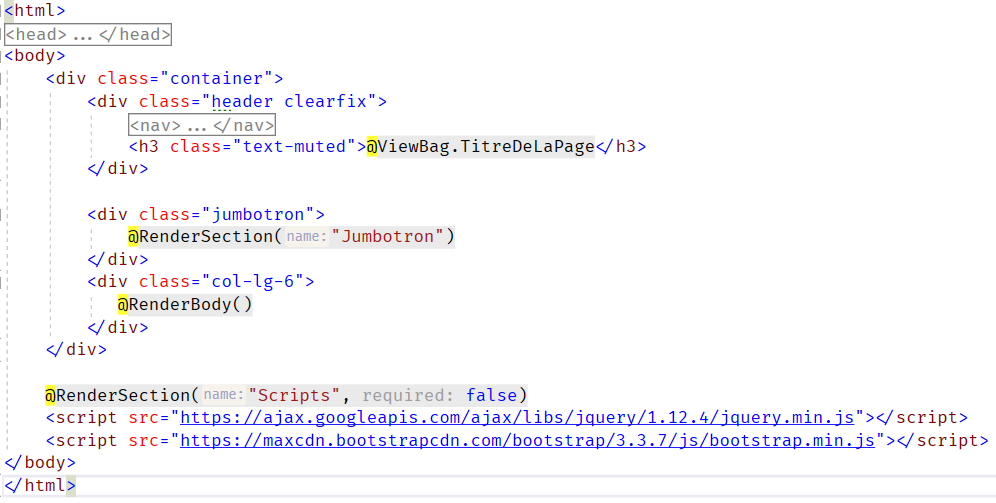 <html>
<head>...</head>
<body>
<div class="container">
<div class="header clearfix">
<nav>...</nav>
<h3 class="text-muted">@ViewBag.TitreDeLaPage</h3>
</div>
<div class="jumbotron">
@RenderSection(name:"Jumbotron")
</div>
<div class="col-lg-6">
@RenderBody()
</div>
</div>
@RenderSection(name:"Scripts", required: false)
<script src="https://ajax.googleapis.com/ajax/libs/jquery/1.12.4/jquery.min.js"></script>
<script src="https://maxcdn.bootstrapcdn.com/bootstrap/3.3.7/js/bootstrap.min.js"></script>
</body>
</html>